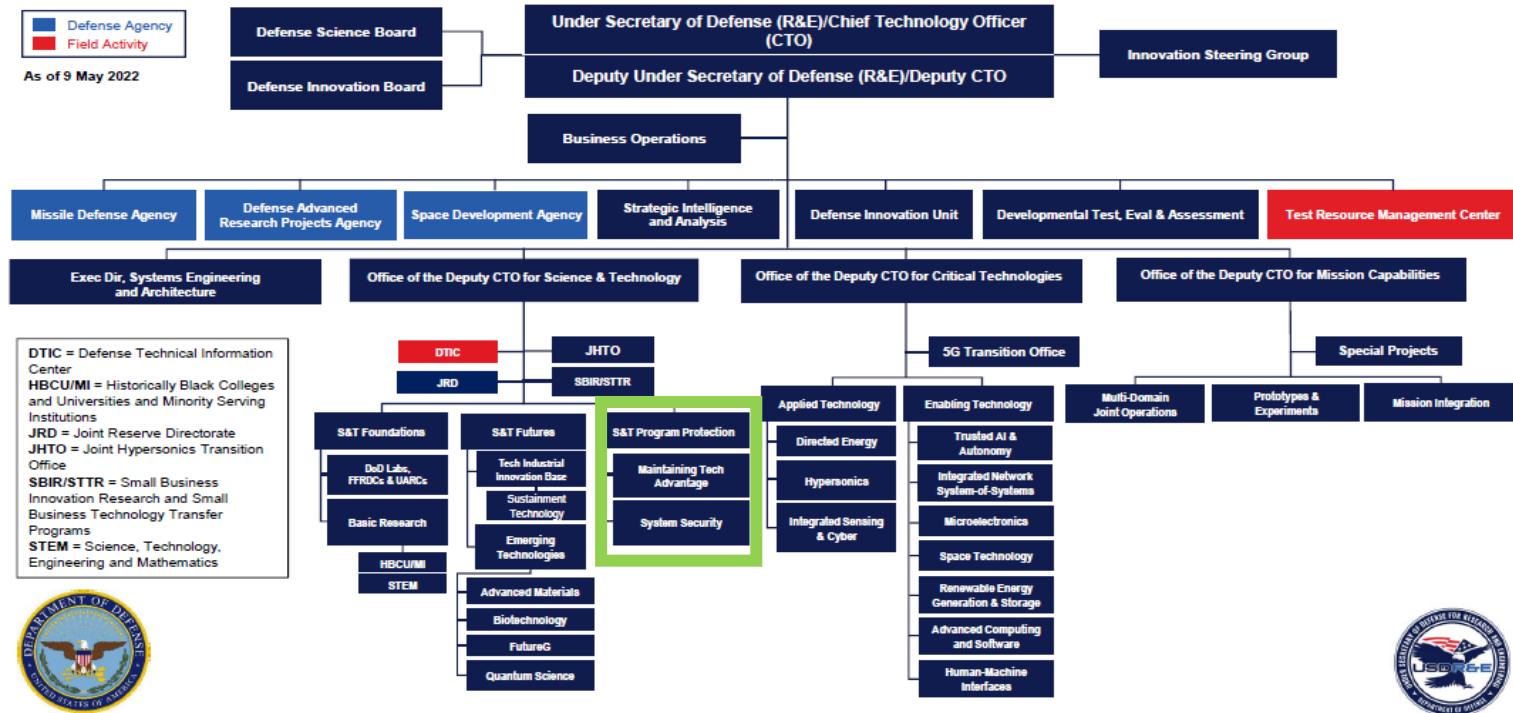 Defense Agency
Field Activity
As of 9 May 2022
Defense Science Board
Defense Innovation Board
Under Secretary of Defense (R&E)/Chief Technology Officer
(CTO)
Deputy Under Secretary of Defense (R&E)/Deputy CTO
Innovation Steering Group
Business Operations
Missile Defense Agency
Defense Advanced
Research Projects Agency
Space Development Agency
Strategic Intelligence
and Analysis
Defense Innovation Unit
Developmental Test, Eval & Assessment
Test Resource Management Center
Exec Dir, Systems Engineering
and Architecture
Office of the Deputy CTO for Science & Technology
Office of the Deputy CTO for Critical Technologies
Office of the Deputy CTO for Mission Capabilities
DTIC = Defense Technical Information
Center
HBCU/MI = Historically Black Colleges
and Universities and Minority Serving
Institutions
JRD = Joint Reserve Directorate
JHTO = Joint Hypersonics Transition
Office
SBIR/STTR = Small Business
Innovation Research and Small
Business Technology Transfer
Programs
STEM = Science, Technology,
Engineering and Mathematics
DTIC
JHTO
JRD
SBIR/STTR
S&T Foundations
DoD Labs,
FFRDCs & UARCs
Basic Research
HBCU/MI
STEM
S&T Futures
Tech Industrial
Innovation Base
Sustainment
Technology
Emerging
Technologies
Advanced Materials
Biotechnology
FutureG
Quantum Science
S&T Program Protection
Maintaining Tech
Advantage
System Security
5G Transition Office
Applied Technology
Directed Energy
Hypersonics
Integrated Sensing
& Cyber
Enabling Technology
Trusted AI &
Autonomy
Integrated Network
System-of-Systems
Microelectronics
Space Technology
Renewable Energy
Generation & Storage
Advanced Computing
and Software
Human-Machine
Interfaces
Special Projects
Multi-Domain
Joint Operations
Prototypes &
Experiments
Mission Integration
DEPARTMENT OF DEFENSE
UNITED STATES OF AMERICA
UNDER SECRETARY OF DEFENSE FOR RESEARCH AND ENGINEERING
USDR&E
DEPARTMENT OF DEFENSE